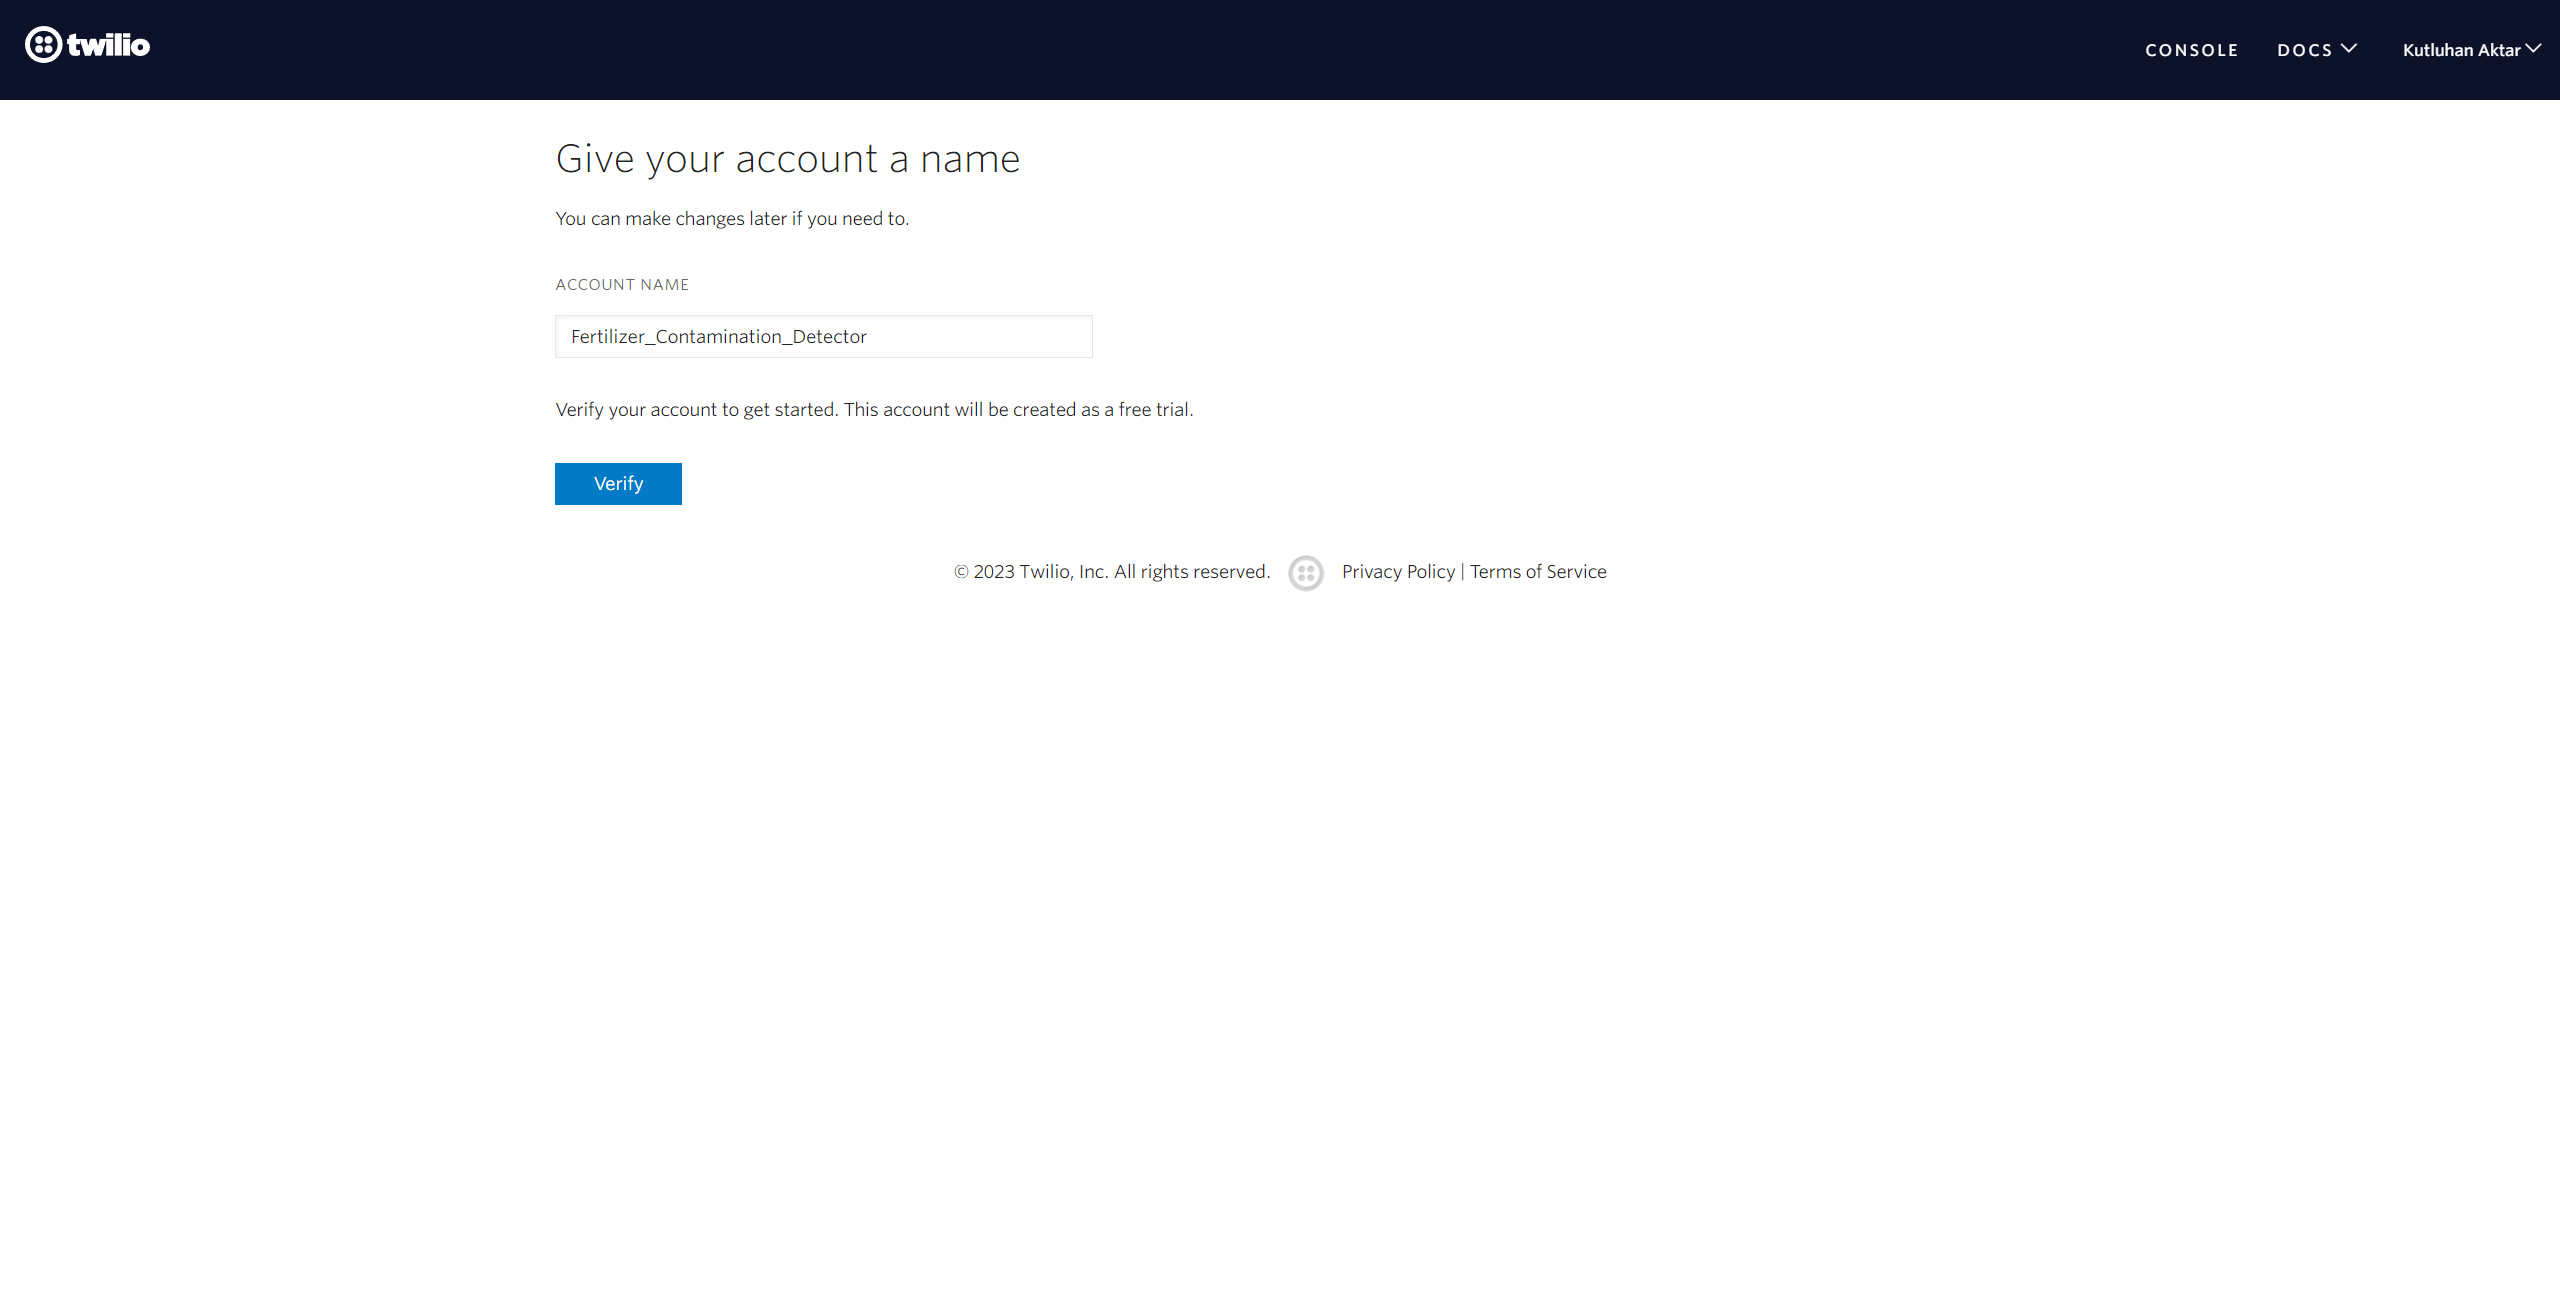 twilio
CONSOLE DOCS Kutluhan Aktar
Give your account a name
You can make changes later if you need to.
ACCOUNT NAME
Fertilizer_Contamination_Detector
Verify your account to get started. This account will be created as a free trial.
Verify
© 2023 Twilio, Inc. All rights reserved. Privacy Policy | Terms of Service